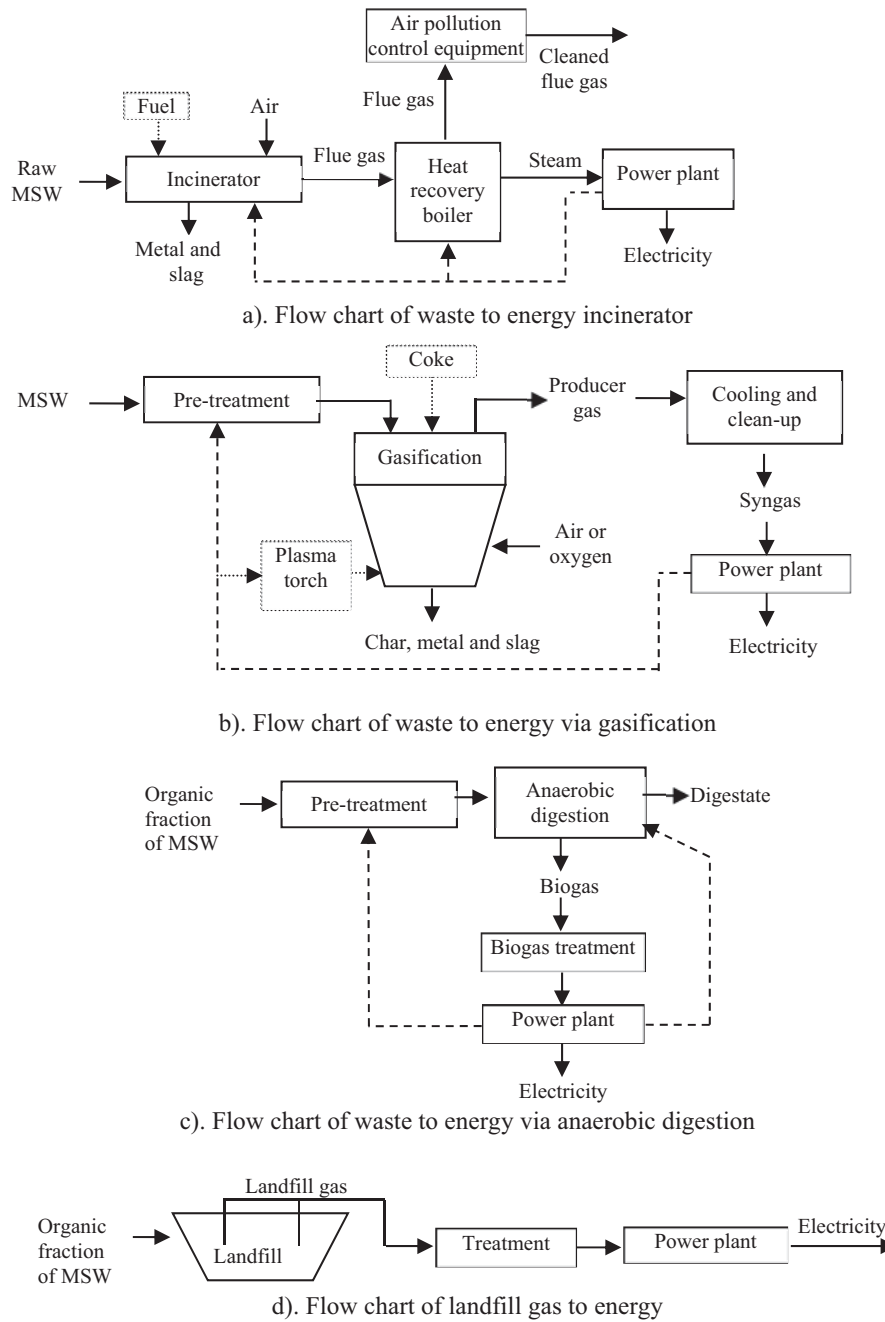 Air pollution
control equipment
Cleaned
flue gas
Flue gas
Fuel
Air
Raw
MSW
Incinerator
Flue gas
Heat
recovery
boiler
Steam
Power plant
Metal and
slag
Electricity
a). Flow chart of waste to energy incinerator
Coke
MSW
Pre-treatment
Producer
gas
Cooling and
clean-up
Gasification
Syngas
Air or
oxygen
Plasma
torch
Power plant
Char, metal and slag
Electricity
b). Flow chart of waste to energy via gasification
Organic
fraction
of MSW
Pre-treatment
Anaerobic
digestion
Digestate
Biogas
Biogas treatment
Power plant
Electricity
c). Flow chart of waste to energy via anaerobic digestion
Landfill gas
Organic
fraction
of MSW
Landfill
Treatment
Power plant
Electricity
d). Flow chart of landfill gas to energy